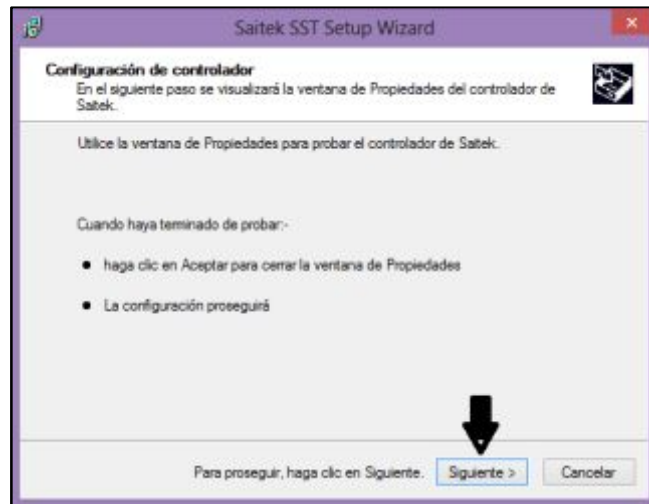 Saitek SST Setup Wizard
Configuración de controlador
En el siguiente paso se visualizará la ventana de Propiedades del controlador de
Saitek.
Utilice la ventana de Propiedades para probar el controlador de Saitek.
Cuando haya terminado de probar:-
● haga clic en Aceptar para cerrar la ventana de Propiedades
● La configuración proseguirá
Para proseguir, haga clic en Siguiente. Siguiente > Cancelar